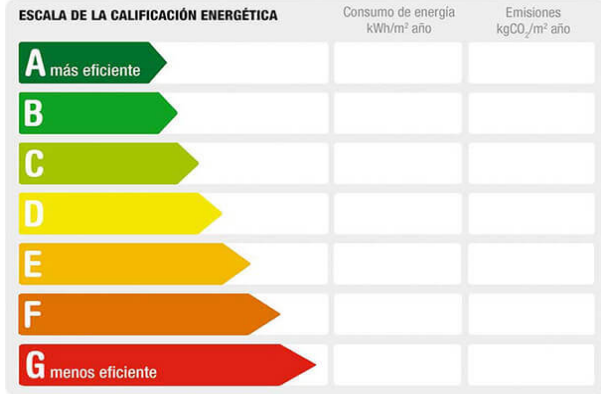 ESCALA DE LA CALIFICACIÓN ENERGÉTICA
Consumo de energía
kWh/m² año
Emisiones
kgCO₂/m² año
A más eficiente
B
C
D
E
F
G menos eficiente